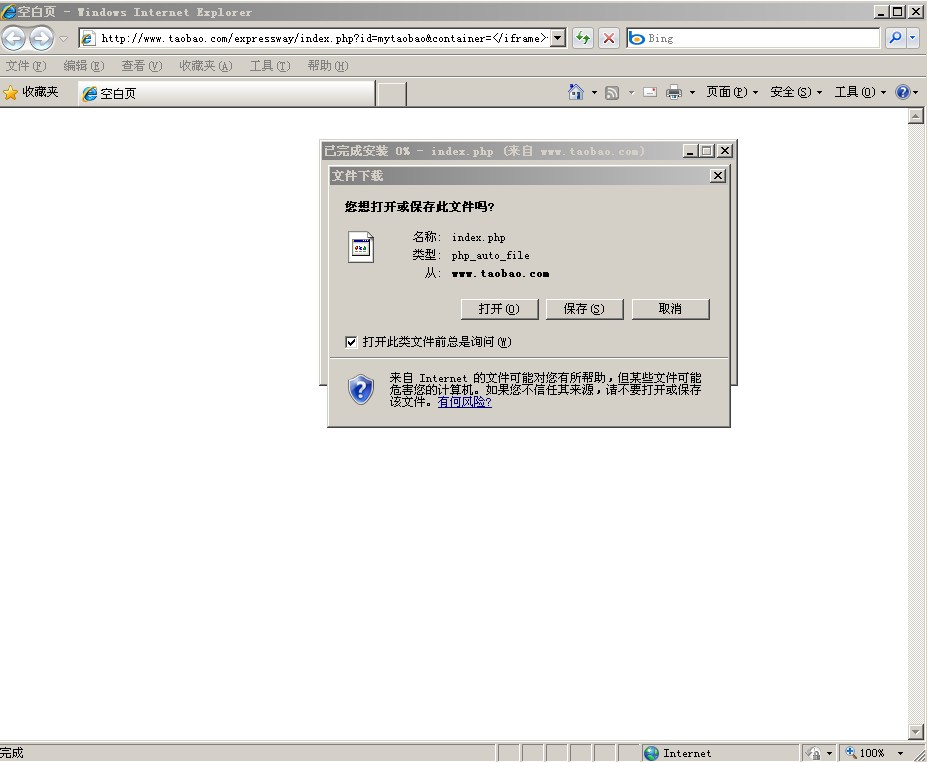 空白页 - Windows Internet Explorer
http://www.taobao.com/expressway/index.php?id=mytaobao&container=</iframe>
Bing
文件(F) 编辑(E) 查看(V) 收藏夹(A) 工具(T) 帮助(H)
收藏夹 空白页 页面(P) 安全(S) 工具(O)
已完成安装 0% - index.php (来自 www.taobao.com)
文件下载
您想打开或保存此文件吗?
名称: index.php
类型: php_auto_file
从: www.taobao.com
打开(O) 保存(S) 取消
打开此类文件前总是询问(W)
来自 Internet 的文件可能对您有所帮助,但某些文件可能
危害您的计算机。如果您不信任其来源,请不要打开或保存
该文件。有何风险?
完成 Internet 100%